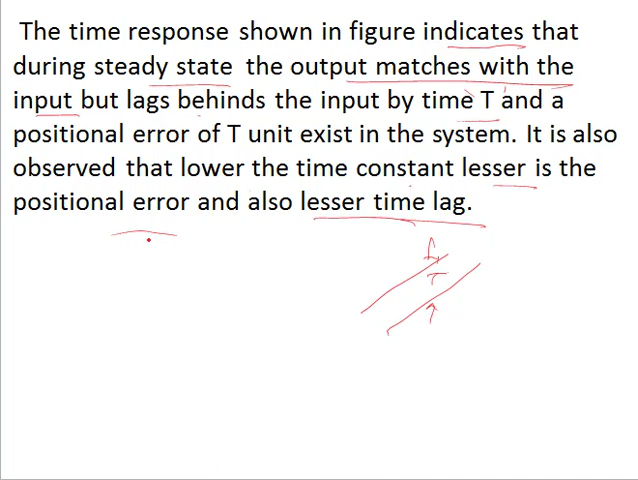 The time response shown in figure indicates that
during steady state the output matches with the
input but lags behinds the input by time T and a
positional error of T unit exist in the system. It is also
observed that lower the time constant lesser is the
positional error and also lesser time lag.
T